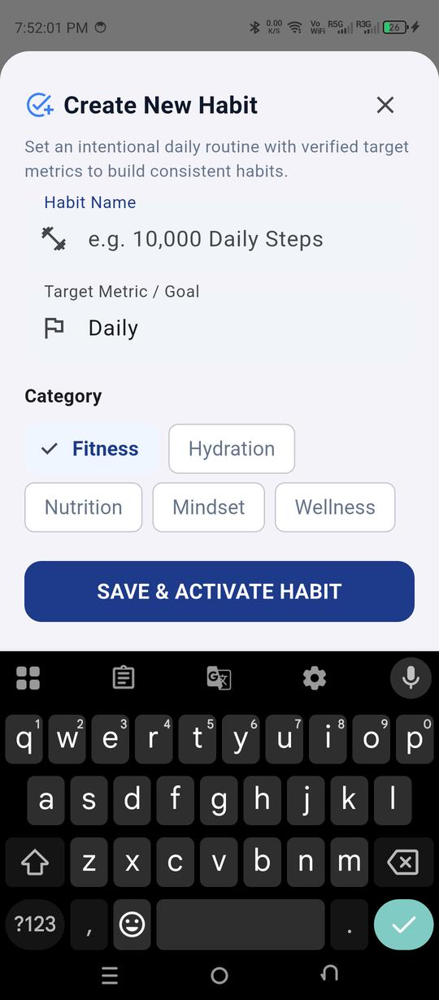 7:52:01 PM 0.00 K/S Vo WiFi R5G R3G 26
Create New Habit
Set an intentional daily routine with verified target
metrics to build consistent habits.
Habit Name
e.g. 10,000 Daily Steps
Target Metric / Goal
Daily
Category
Fitness Hydration
Nutrition Mindset Wellness
SAVE & ACTIVATE HABIT
G 文
q1 w2 e3 r4 t5 y6 u7 i8 o9 p0
a s d f g h j k l
z x c v b n m
?123 , .